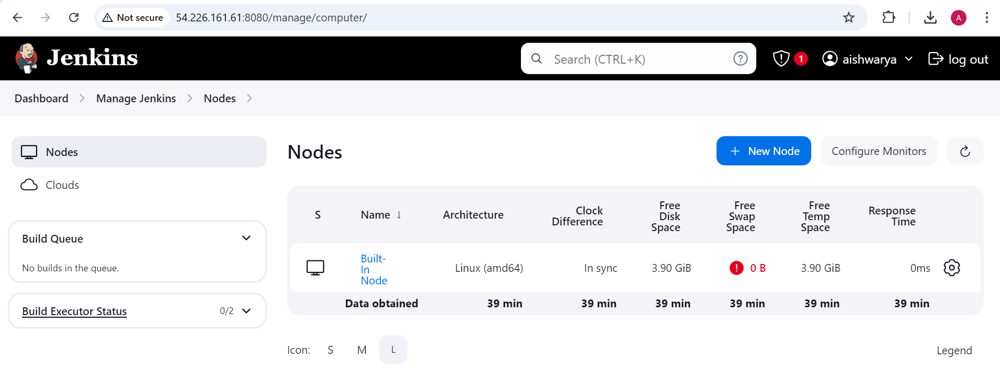 Not secure 54.226.161.61:8080/manage/computer/ A
Jenkins Search (CTRL+K) ? 1 aishwarya log out
Dashboard Manage Jenkins Nodes
Nodes
Clouds
Build Queue
No builds in the queue.
Build Executor Status 0/2
Nodes + New Node Configure Monitors
S Name ↓ Architecture Clock Difference Free Disk Space Free Swap Space Free Temp Space Response Time
Built-
In
Node
Linux (amd64) In sync 3.90 GiB ! 0 B 3.90 GiB 0ms
Data obtained 39 min 39 min 39 min 39 min 39 min 39 min
Icon: S M L Legend